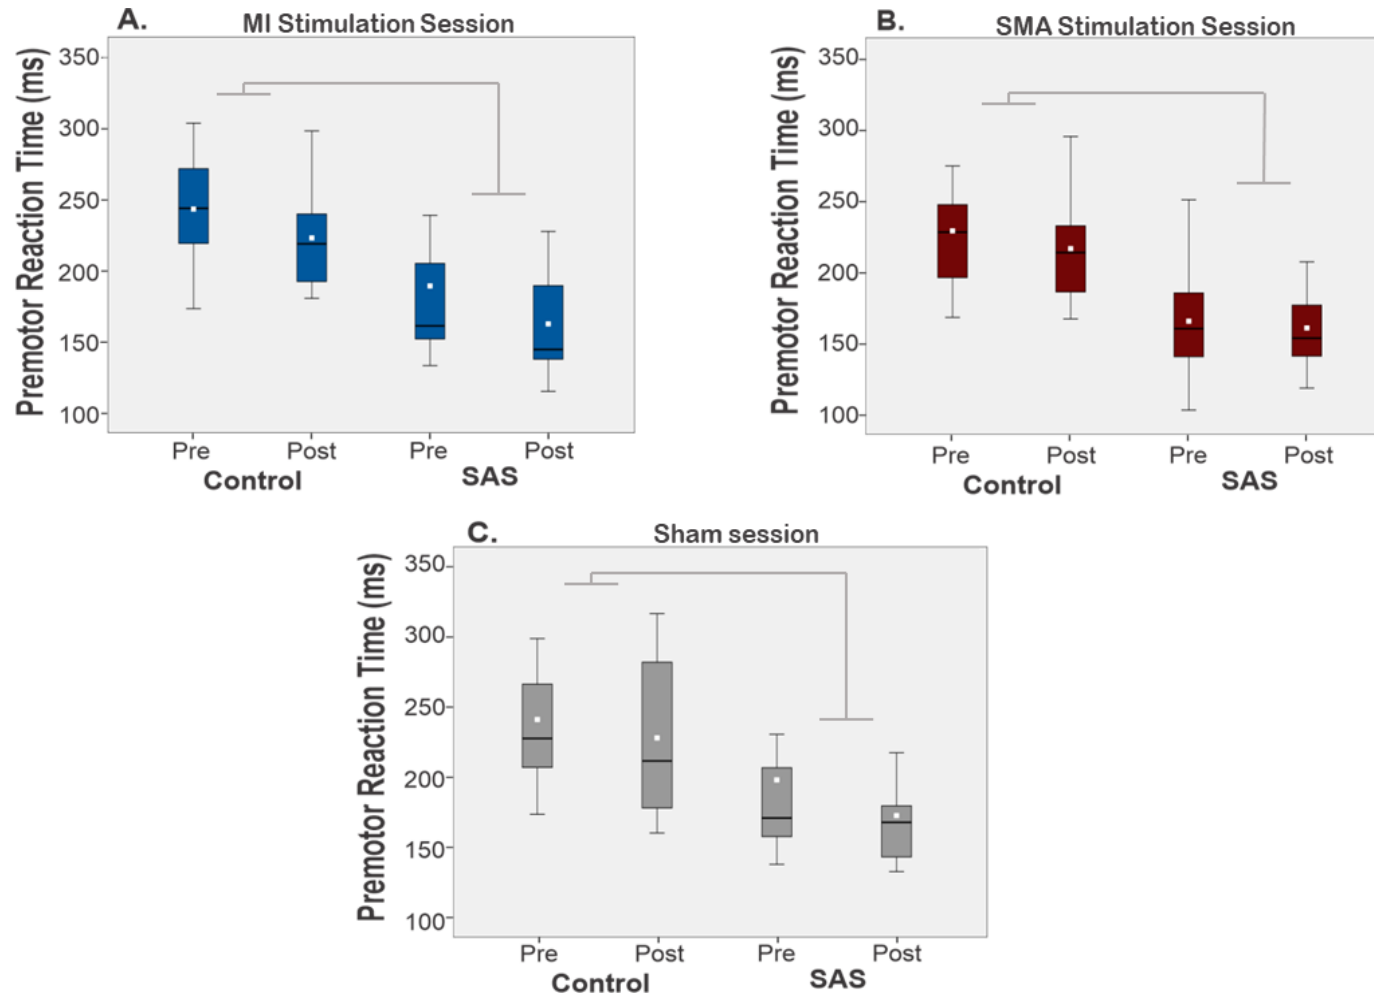 A.
MI Stimulation Session
Premotor Reaction Time (ms)
350
300
250
200
150
100
Pre
Post
Pre
Post
Control
SAS
B.
SMA Stimulation Session
Premotor Reaction Time (ms)
350
300
250
200
150
100
Pre
Post
Pre
Post
Control
SAS
C.
Sham session
Premotor Reaction Time (ms)
350
300
250
200
150
100
Pre
Post
Pre
Post
Control
SAS